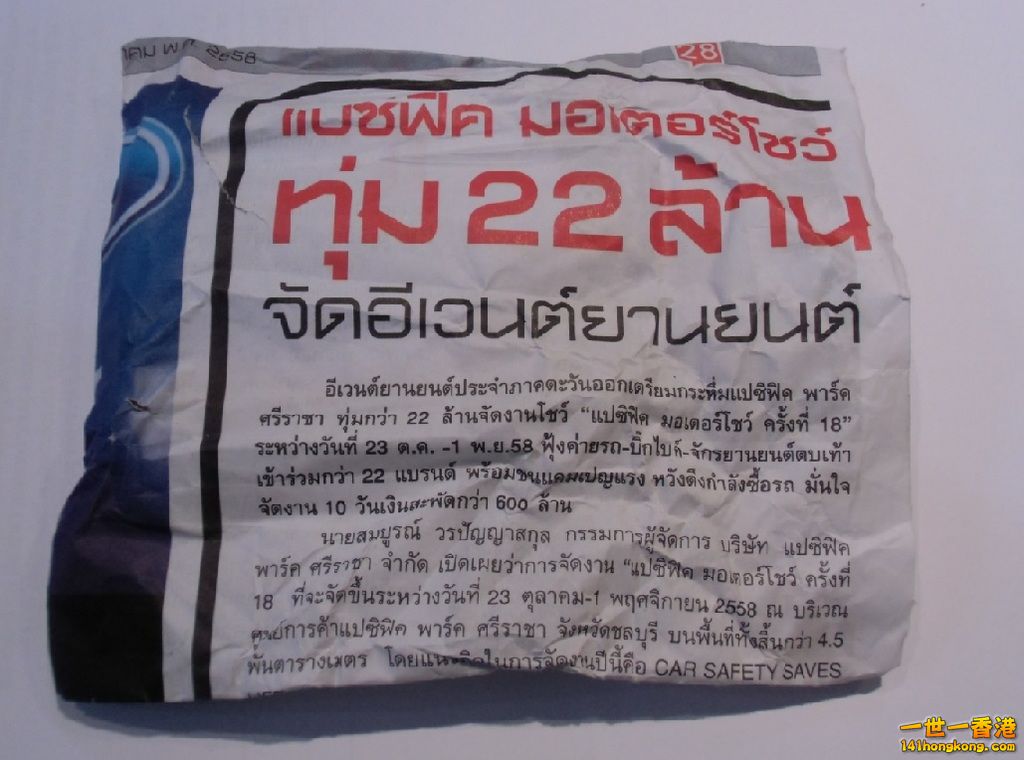 าคม พ.ศ. 2558
28
แปซิฟิค มอเตอร์โชว์
ทุ่ม 22 ล้าน
จัดอีเวนต์ยานยนต์
อีเวนต์ยานยนต์ประจำภาคตะวันออกเตรียมกระหึ่มแปซิฟิค พาร์ค
ศรีราชา ทุ่มกว่า 22 ล้านจัดงานโชว์ “แปซิฟิค มอเตอร์โชว์ ครั้งที่ 18”
ระหว่างวันที่ 23 ต.ค. -1 พ.ย.58 ฟุ้งค่ายรถ-บิ๊กไบค์-จักรยานยนต์ตบเท้า
เข้าร่วมกว่า 22 แบรนด์ พร้อมขนแคมเปญแรง หวังดึงกำลังซื้อรถ มั่นใจ
จัดงาน 10 วันเงินสะพัดกว่า 600 ล้าน
นายสมบูรณ์ วรปัญญาสกุล กรรมการผู้จัดการ บริษัท แปซิฟิค
พาร์ค ศรีราชา จำกัด เปิดเผยว่าการจัดงาน “แปซิฟิค มอเตอร์โชว์ ครั้งที่
18 ที่จะจัดขึ้นระหว่างวันที่ 23 ตุลาคม-1 พฤศจิกายน 2558 ณ บริเวณ
ศูนย์การค้าแปซิฟิค พาร์ค ศรีราชา จังหวัดชลบุรี บนพื้นที่ทั้งสิ้นกว่า 4.5
พันตารางเมตร โดยแนวคิดในการจัดงานปีนี้คือ CAR SAFETY SAVES
一世一香港
141hongkong.com